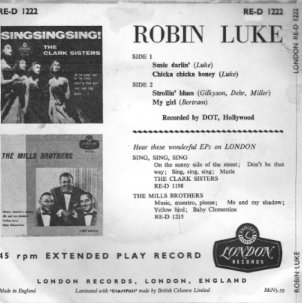 RE-D 1222
RE-D 1222
LONDON RE-D 1222
SINGSINGSING!
THE
CLARK SISTERS
ROBIN LUKE
SIDE 1
Susie darlin' (Luke)
Chicka chicka honey (Luke)
SIDE 2
Strollin' blues (Gilkyson, Dehr, Miller)
My girl (Bertram)
Recorded by DOT, Hollywood
Hear these wonderful EPs on LONDON
SING, SING, SING
On the sunny side of the street; Don't be that
way; Sing, sing, sing; Marie
THE CLARK SISTERS
RE-D 1198
THE MILLS BROTHERS
Music, maestro, please; Me and my shadow;
Yellow bird; Baby Clementine
RE-D 1215
THE MILLS BROTHERS
LONDON
RECORDS
45 rpm EXTENDED PLAY RECORD
LONDON RECORDS, LONDON, ENGLAND
Made in England
Laminated with 'Clarifoil' made by British Celanese Limited
ROBIN LUKE